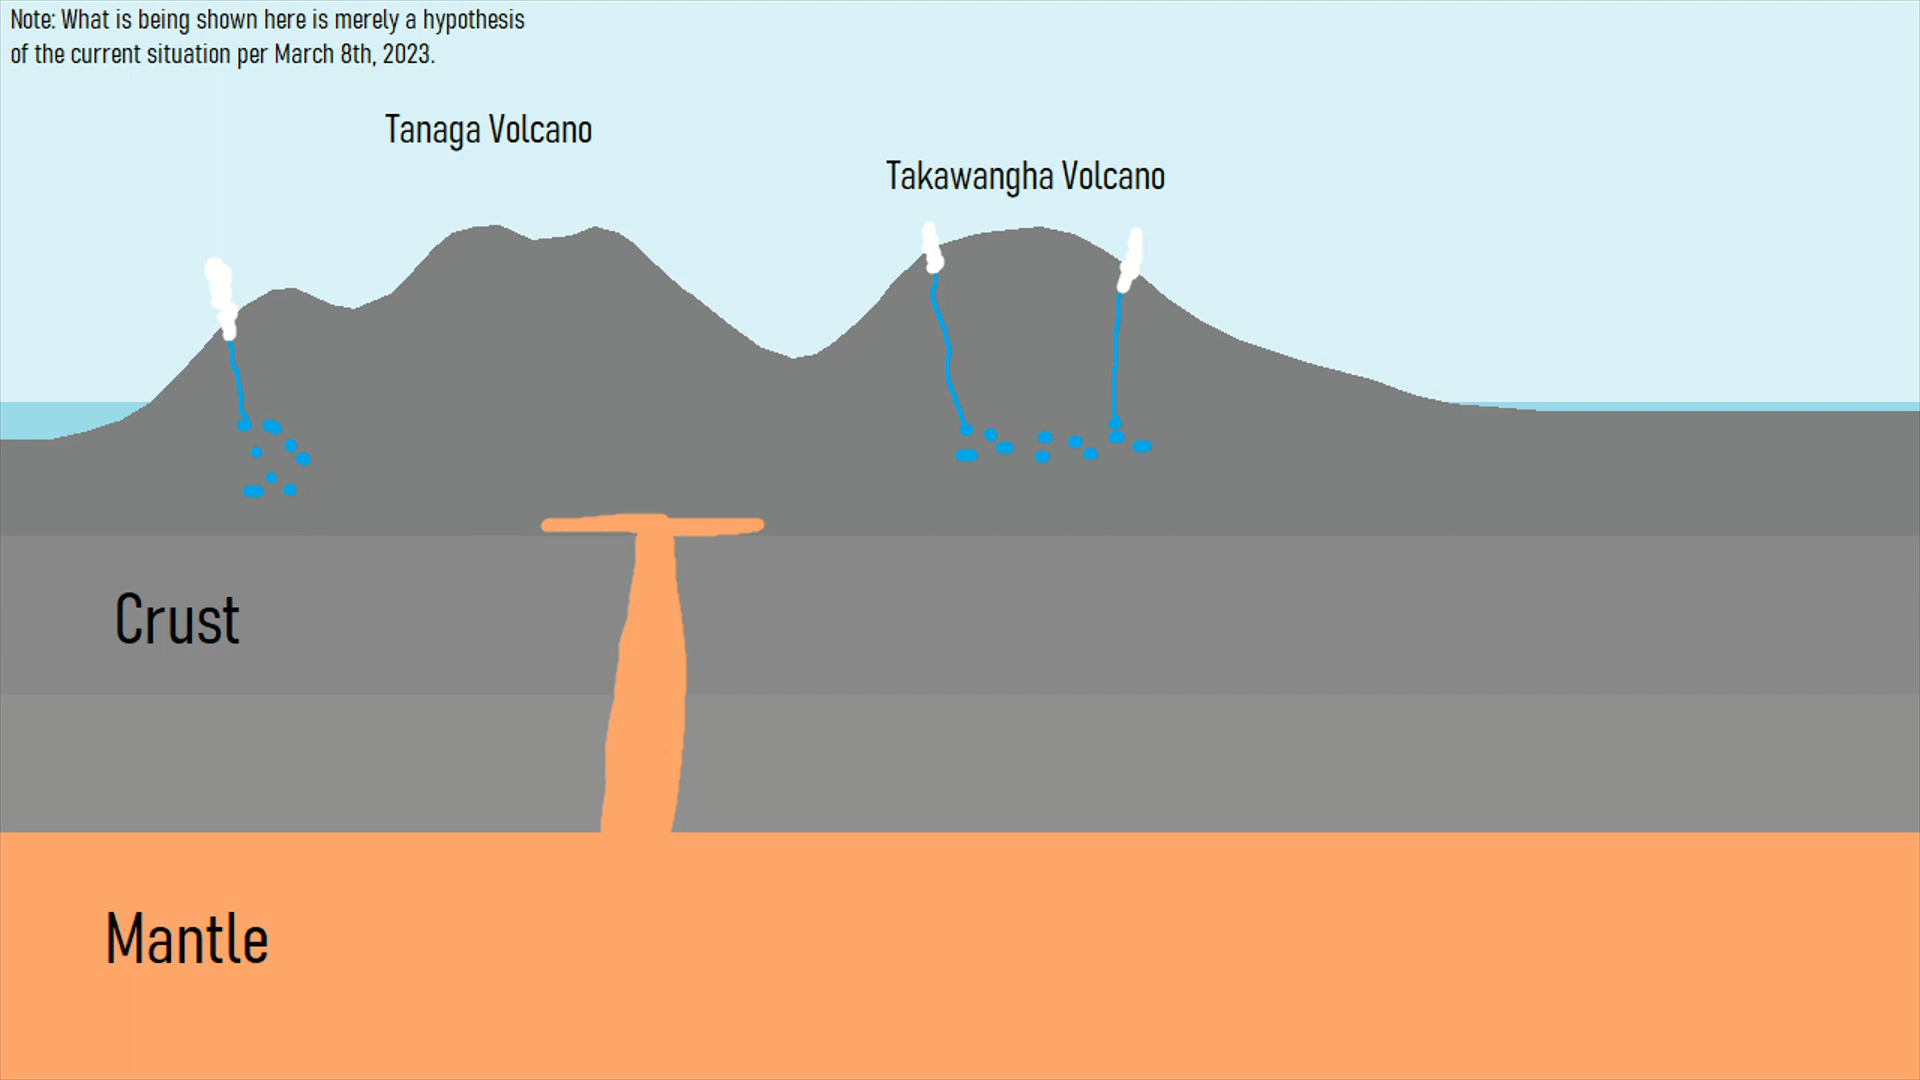 Note: What is being shown here is merely a hypothesis
of the current situation per March 8th, 2023.
Tanaga Volcano
Takawangha Volcano
Crust
Mantle